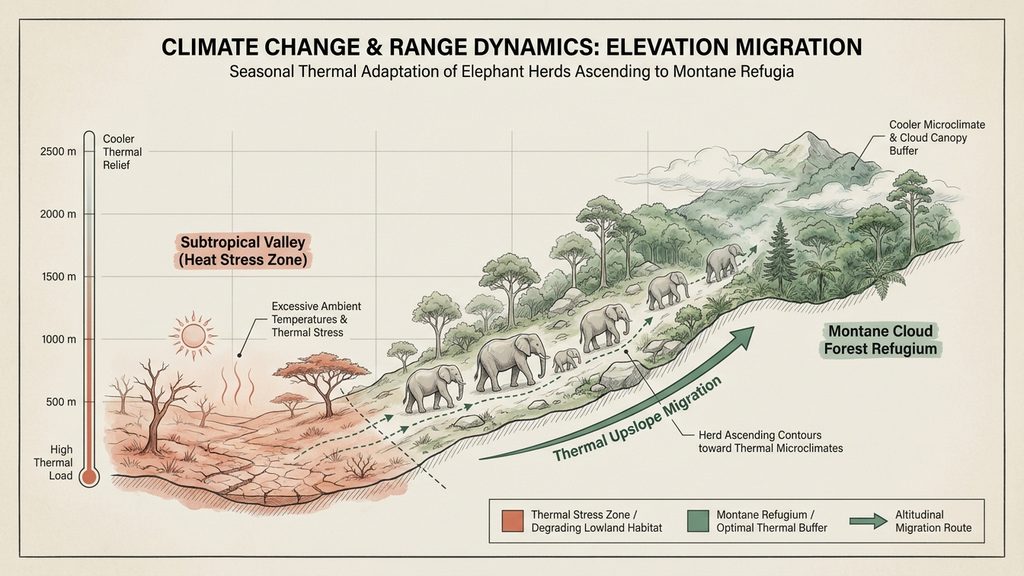 CLIMATE CHANGE & RANGE DYNAMICS: ELEVATION MIGRATION
Seasonal Thermal Adaptation of Elephant Herds Ascending to Montane Refugia
2500 m
2000 m
1500 m
1000 m
500 m
Cooler
Thermal
Relief
High
Thermal
Load
Subtropical Valley
(Heat Stress Zone)
Excessive Ambient
Temperatures &
Thermal Stress
Cooler Microclimate
& Cloud Canopy
Buffer
Montane Cloud
Forest Refugium
Thermal Upslope Migration
Herd Ascending Contours
toward Thermal Microclimates
Thermal Stress Zone /
Degrading Lowland Habitat
Montane Refugium /
Optimal Thermal Buffer
Altitudinal
Migration Route